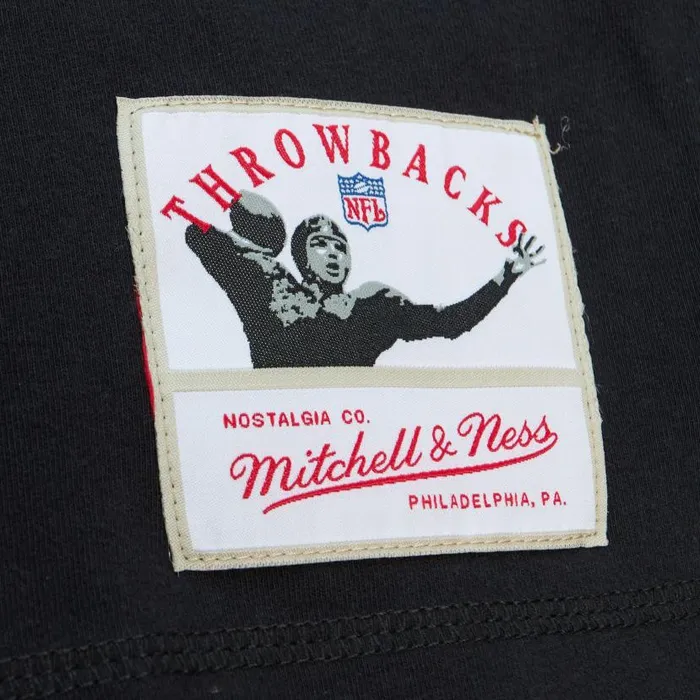 THROWBACKS
NFL
NOSTALGIA CO.
Mitchell & Ness
PHILADELPHIA, PA.